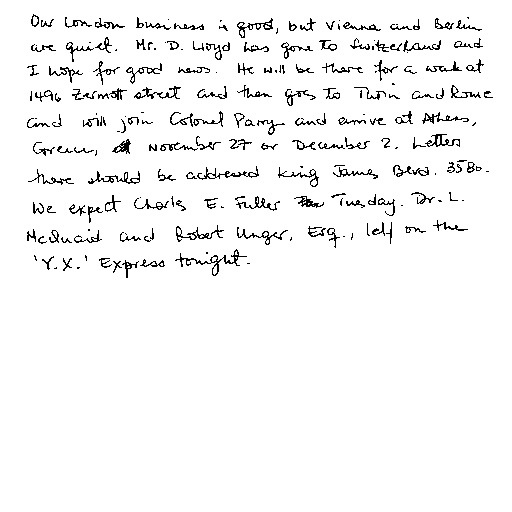 Our London business is good, but Vienna and Berlin
are quiet. Mr. D. Lloyd has gone to Switzerland and
I hope for good news. He will be there for a week at
1496 Zermott street and then goes to Turin and Rome
and will join Colonel Parry and arrive at Athens,
Greece, November 27 or December 2. Letters
there should be addressed King James Blvd. 3580.
We expect Charles E. Fuller Tuesday. Dr. L.
McQuaid and Robert Unger, Esq., left on the
'Y.X.' Express tonight.